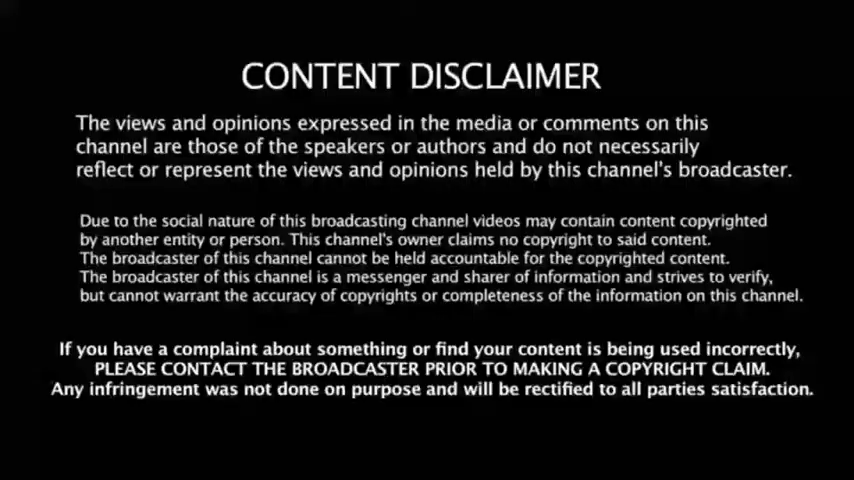 CONTENT DISCLAIMER
The views and opinions expressed in the media or comments on this
channel are those of the speakers or authors and do not necessarily
reflect or represent the views and opinions held by this channel's broadcaster.
Due to the social nature of this broadcasting channel videos may contain content copyrighted
by another entity or person. This channel's owner claims no copyright to said content.
The broadcaster of this channel cannot be held accountable for the copyrighted content.
The broadcaster of this channel is a messenger and sharer of information and strives to verify,
but cannot warrant the accuracy of copyrights or completeness of the information on this channel.
If you have a complaint about something or find your content is being used incorrectly,
PLEASE CONTACT THE BROADCASTER PRIOR TO MAKING A COPYRIGHT CLAIM.
Any infringement was not done on purpose and will be rectified to all parties satisfaction.